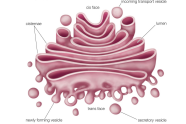 incoming transport vesicle
cis face
cisternae
lumen
trans face
newly forming vesicle
secretory vesicle